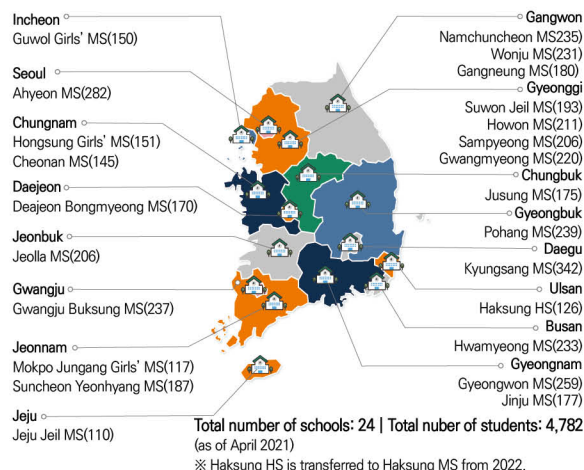 Incheon
Guwol Girls' MS(150)
Seoul
Ahyeon MS(282)
Chungnam
Hongsung Girls' MS(151)
Cheonan MS(145)
Daejeon
Deajeon Bongmyeong MS(170)
Jeonbuk
Jeolla MS(206)
Gwangju
Gwangju Buksung MS(237)
Jeonnam
Mokpo Jungang Girls' MS(117)
Suncheon Yeonhyang MS(187)
Jeju
Jeju Jeil MS(110)
Gangwon
Namchuncheon MS235)
Wonju MS(231)
Gangneung MS(180)
Gyeonggi
Suwon Jeil MS(193)
Howon MS(211)
Sampyeong MS(206)
Gwangmyeong MS(220)
Chungbuk
Jusung MS(175)
Gyeongbuk
Pohang MS(239)
Daegu
Kyungsang MS(342)
Ulsan
Haksung HS(126)
Busan
Hwamyeong MS(233)
Gyeongnam
Gyeongwon MS(259)
Jinju MS(177)
Total number of schools: 24 | Total nuber of students: 4,782
(as of April 2021)
※ Haksung HS is transferred to Haksung MS from 2022.